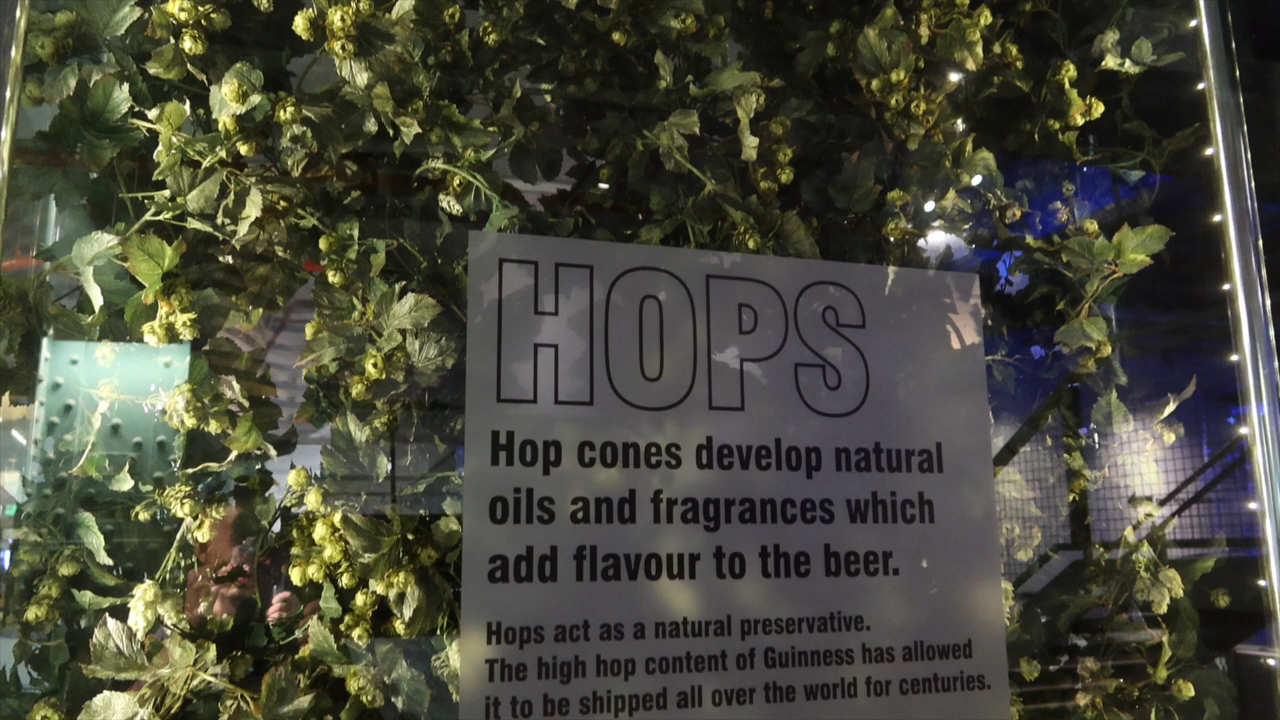 HOPS
Hop cones develop natural
oils and fragrances which
add flavour to the beer.
Hops act as a natural preservative.
The high hop content of Guinness has allowed
it to be shipped all over the world for centuries.